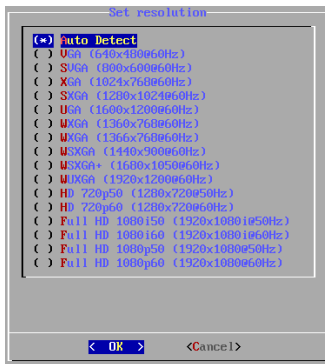 Set resolution
(*) Auto Detect
( ) VGA (640x480@60Hz)
( ) SVGA (800x600@60Hz)
( ) XGA (1024x768@60Hz)
( ) SXGA (1280x1024@60Hz)
( ) UGA (1600x1200@60Hz)
( ) WXGA (1360x768@60Hz)
( ) WXGA (1366x768@60Hz)
( ) WSXGA (1440x900@60Hz)
( ) WSXGA+ (1680x1050@60Hz)
( ) WUXGA (1920x1200@60Hz)
( ) HD 720p50 (1280x720@50Hz)
( ) HD 720p60 (1280x720@60Hz)
( ) Full HD 1080i50 (1920x1080i@50Hz)
( ) Full HD 1080i60 (1920x1080i@60Hz)
( ) Full HD 1080p50 (1920x1080@50Hz)
( ) Full HD 1080p60 (1920x1080@60Hz)
< OK > <Cancel>